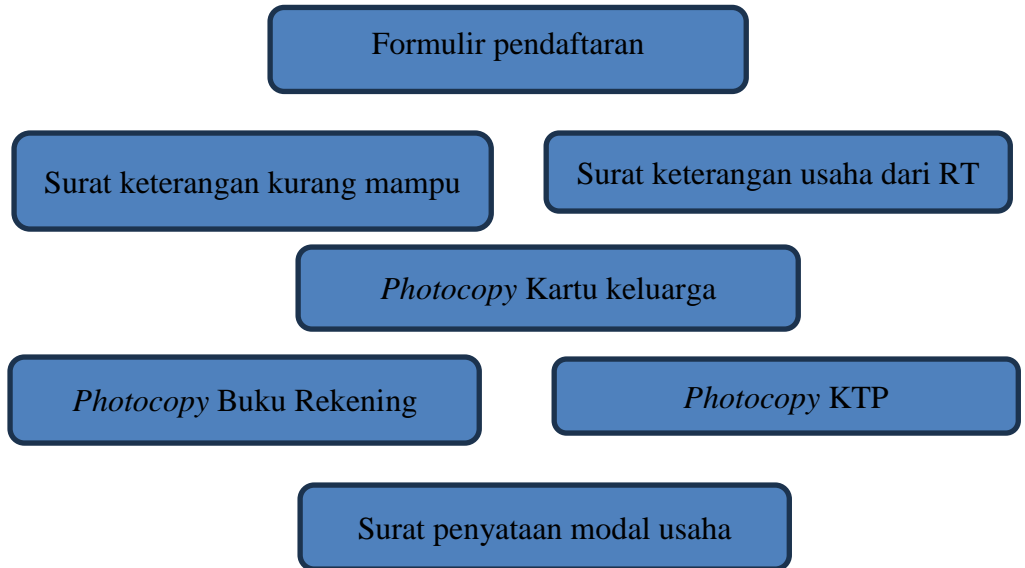 Formulir pendaftaran
Surat keterangan kurang mampu
Surat keterangan usaha dari RT
Photocopy Kartu keluarga
Photocopy Buku Rekening
Photocopy KTP
Surat penyataan modal usaha